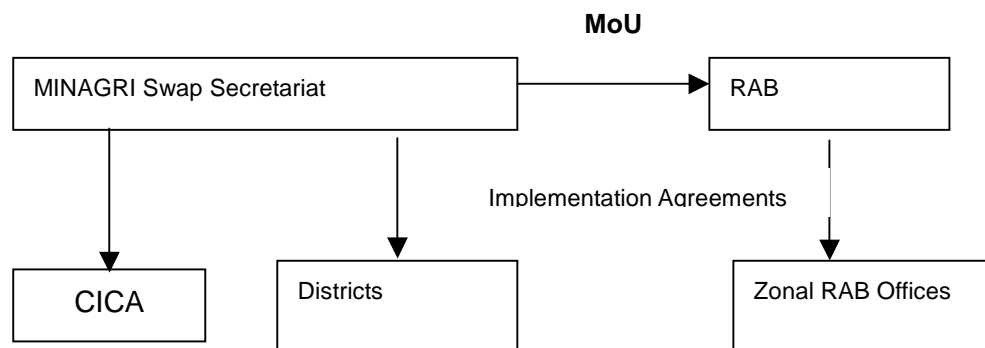 MoU
MINAGRI Swap Secretariat
RAB
Implementation Agreements
CICA
Districts
Zonal RAB Offices